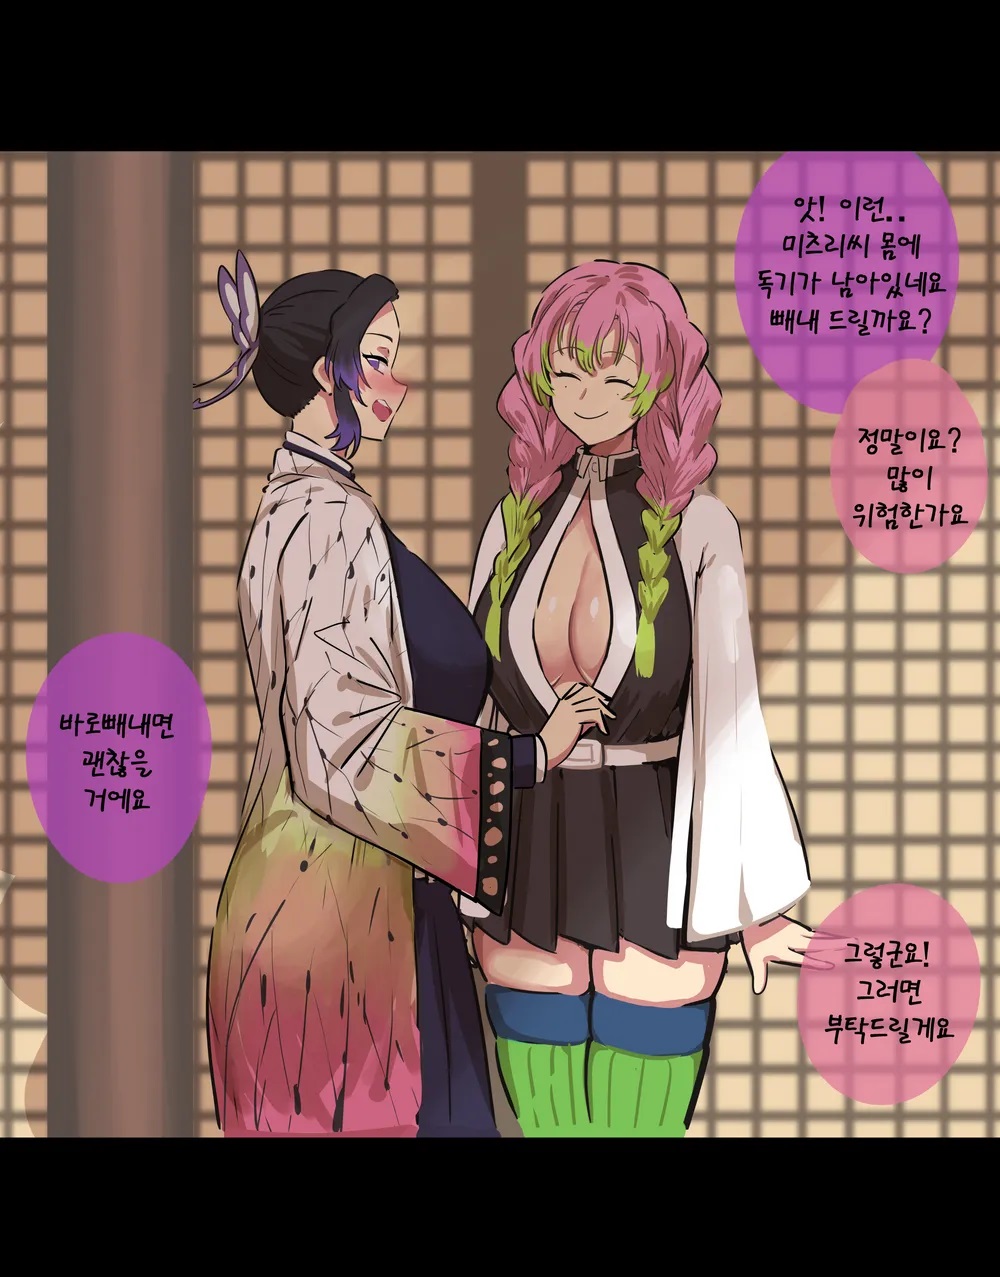 앗! 이런..
미츠리씨 몸에
독기가 남아있네요
빼내 드릴까요?
정말이요?
많이
위험한가요
바로빼내면
괜찮을
거에요
그렇군요!
그러면
부탁드릴게요